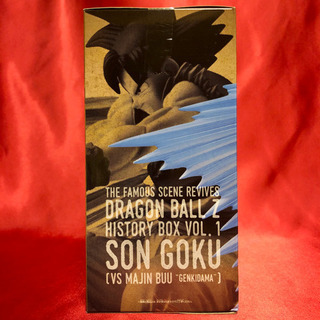 THE FAMOUS SCENE REVIVES
DRAGON BALL Z
HISTORY BOX VOL. 1
SON GOKU
(VS MAJIN BUU "GENKIDAMA")